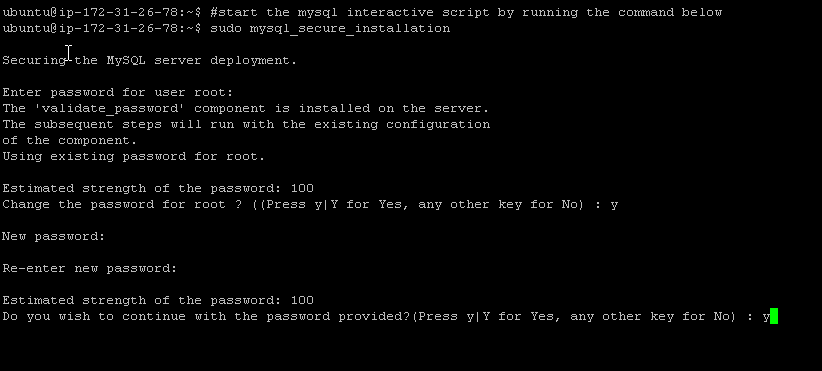 ubuntu@ip-172-31-26-78:~$ #start the mysql interactive script by running the command below
ubuntu@ip-172-31-26-78:~$ sudo mysql_secure_installation
Securing the MySQL server deployment.
Enter password for user root:
The 'validate_password' component is installed on the server.
The subsequent steps will run with the existing configuration
of the component.
Using existing password for root.
Estimated strength of the password: 100
Change the password for root ? ((Press y|Y for Yes, any other key for No) : y
New password:
Re-enter new password:
Estimated strength of the password: 100
Do you wish to continue with the password provided?(Press y|Y for Yes, any other key for No) : y